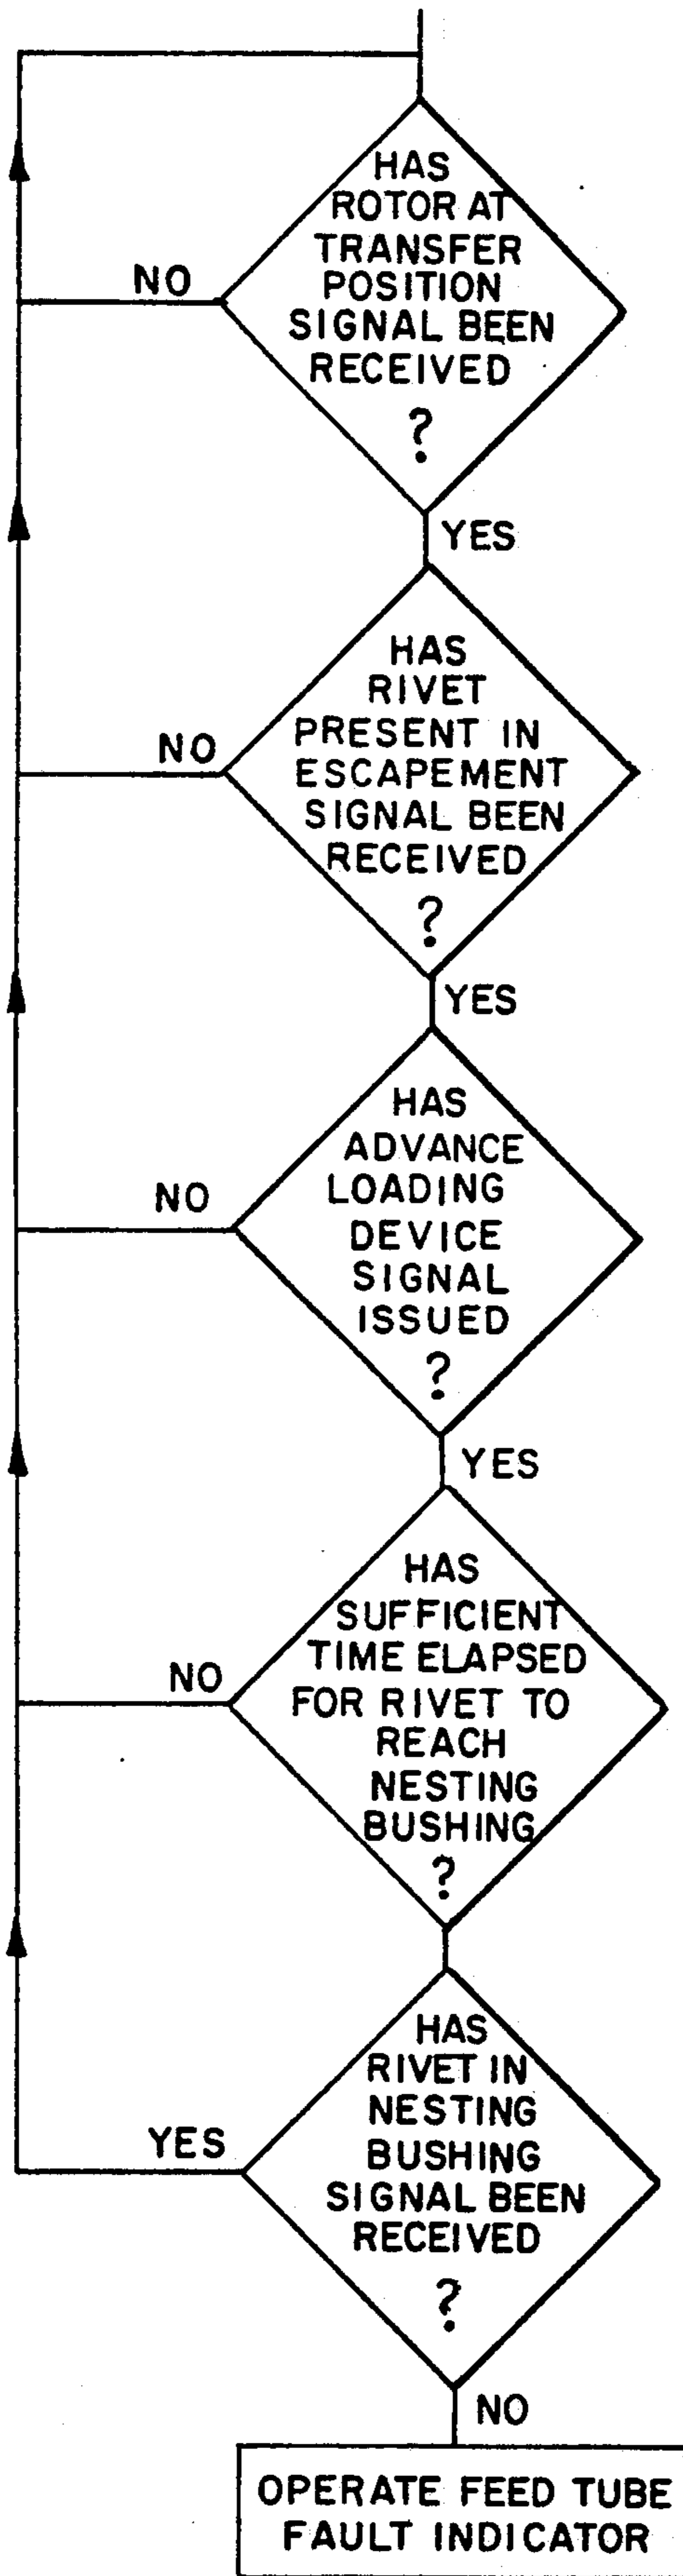 HAS
ROTOR AT
TRANSFER
POSITION
SIGNAL BEEN
RECEIVED
?
NO
YES
HAS
RIVET
PRESENT IN
ESCAPEMENT
SIGNAL BEEN
RECEIVED
?
NO
YES
HAS
ADVANCE
LOADING
DEVICE
SIGNAL
ISSUED
?
NO
YES
HAS
SUFFICIENT
TIME ELAPSED
FOR RIVET TO
REACH
NESTING
BUSHING
?
NO
HAS
RIVET IN
NESTING
BUSHING
SIGNAL BEEN
RECEIVED
?
YES
NO
OPERATE FEED TUBE
FAULT INDICATOR